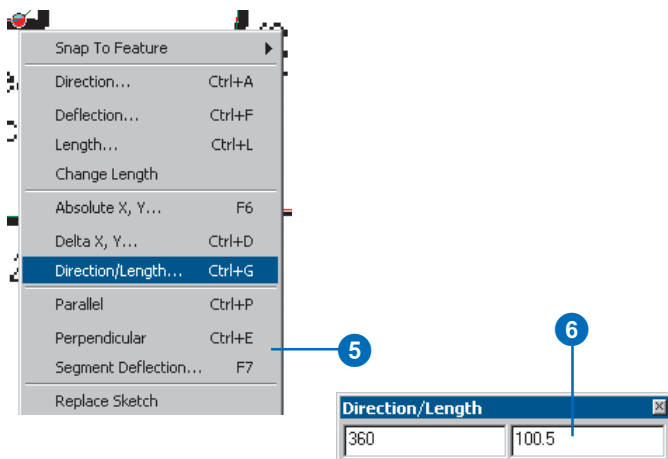 Snap To Feature
Direction... Ctrl+A
Deflection... Ctrl+F
Length... Ctrl+L
Change Length
Absolute X, Y... F6
Delta X, Y... Ctrl+D
Direction/Length... Ctrl+G
Parallel Ctrl+P
Perpendicular Ctrl+E
Segment Deflection... F7
Replace Sketch
5
6
Direction/Length
360 100.5